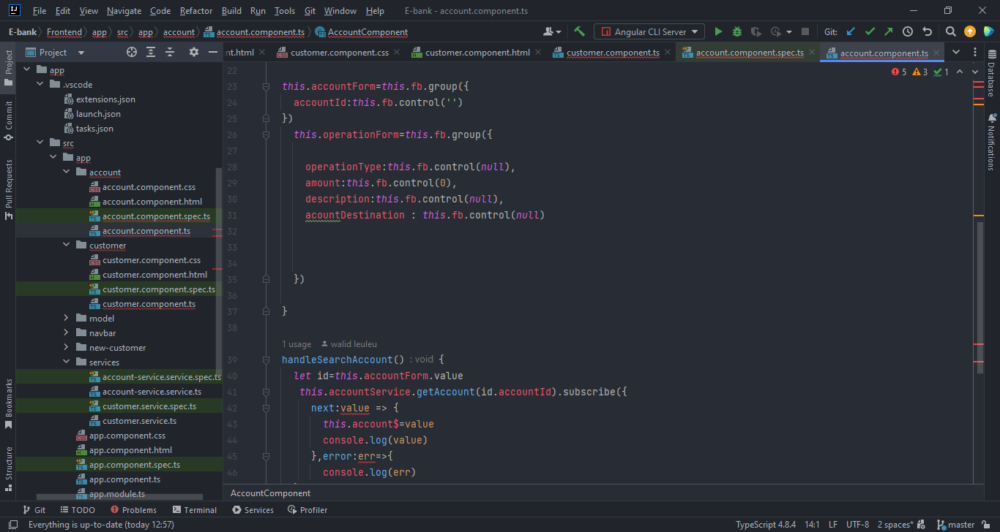 File Edit View Navigate Code Refactor Build Run Tools Git Window Help E-bank - account.component.ts
E-bank Frontend app src app account account.component.ts AccountComponent Angular CLI Server Git:
Project nt.html customer.component.css customer.component.html customer.component.ts account.component.spec.ts account.component.ts
Project
Commit
Pull Requests
Bookmarks
Structure
app
.vscode
extensions.json
launch.json
tasks.json
src
app
account
account.component.css
account.component.html
account.component.spec.ts
account.component.ts
customer
customer.component.css
customer.component.html
customer.component.spec.ts
customer.component.ts
model
navbar
new-customer
services
account-service.service.spec.ts
account-service.service.ts
customer.service.spec.ts
customer.service.ts
app.component.css
app.component.html
app.component.spec.ts
app.component.ts
app.module.ts
5 3 1
22
23 this.accountForm=this.fb.group({
24 accountId:this.fb.control('')
25 })
26 this.operationForm=this.fb.group({
27
28 operationType:this.fb.control(null),
29 amount:this.fb.control(0),
30 description:this.fb.control(null),
31 acountDestination : this.fb.control(null)
32
33
34
35 })
36
37 }
38
1 usage walid leuleu
39 handleSearchAccount() : void {
40 let id=this.accountForm.value
41 this.accountService.getAccount(id.accountId).subscribe({
42 next:value => {
43 this.account$=value
44 console.log(value)
45 },error:err=>{
46 console.log(err)
AccountComponent
Database
Notifications
Git TODO Problems Terminal Services Profiler
Everything is up-to-date (today 12:57) TypeScript 4.8.4 14:1 LF UTF-8 2 spaces* master